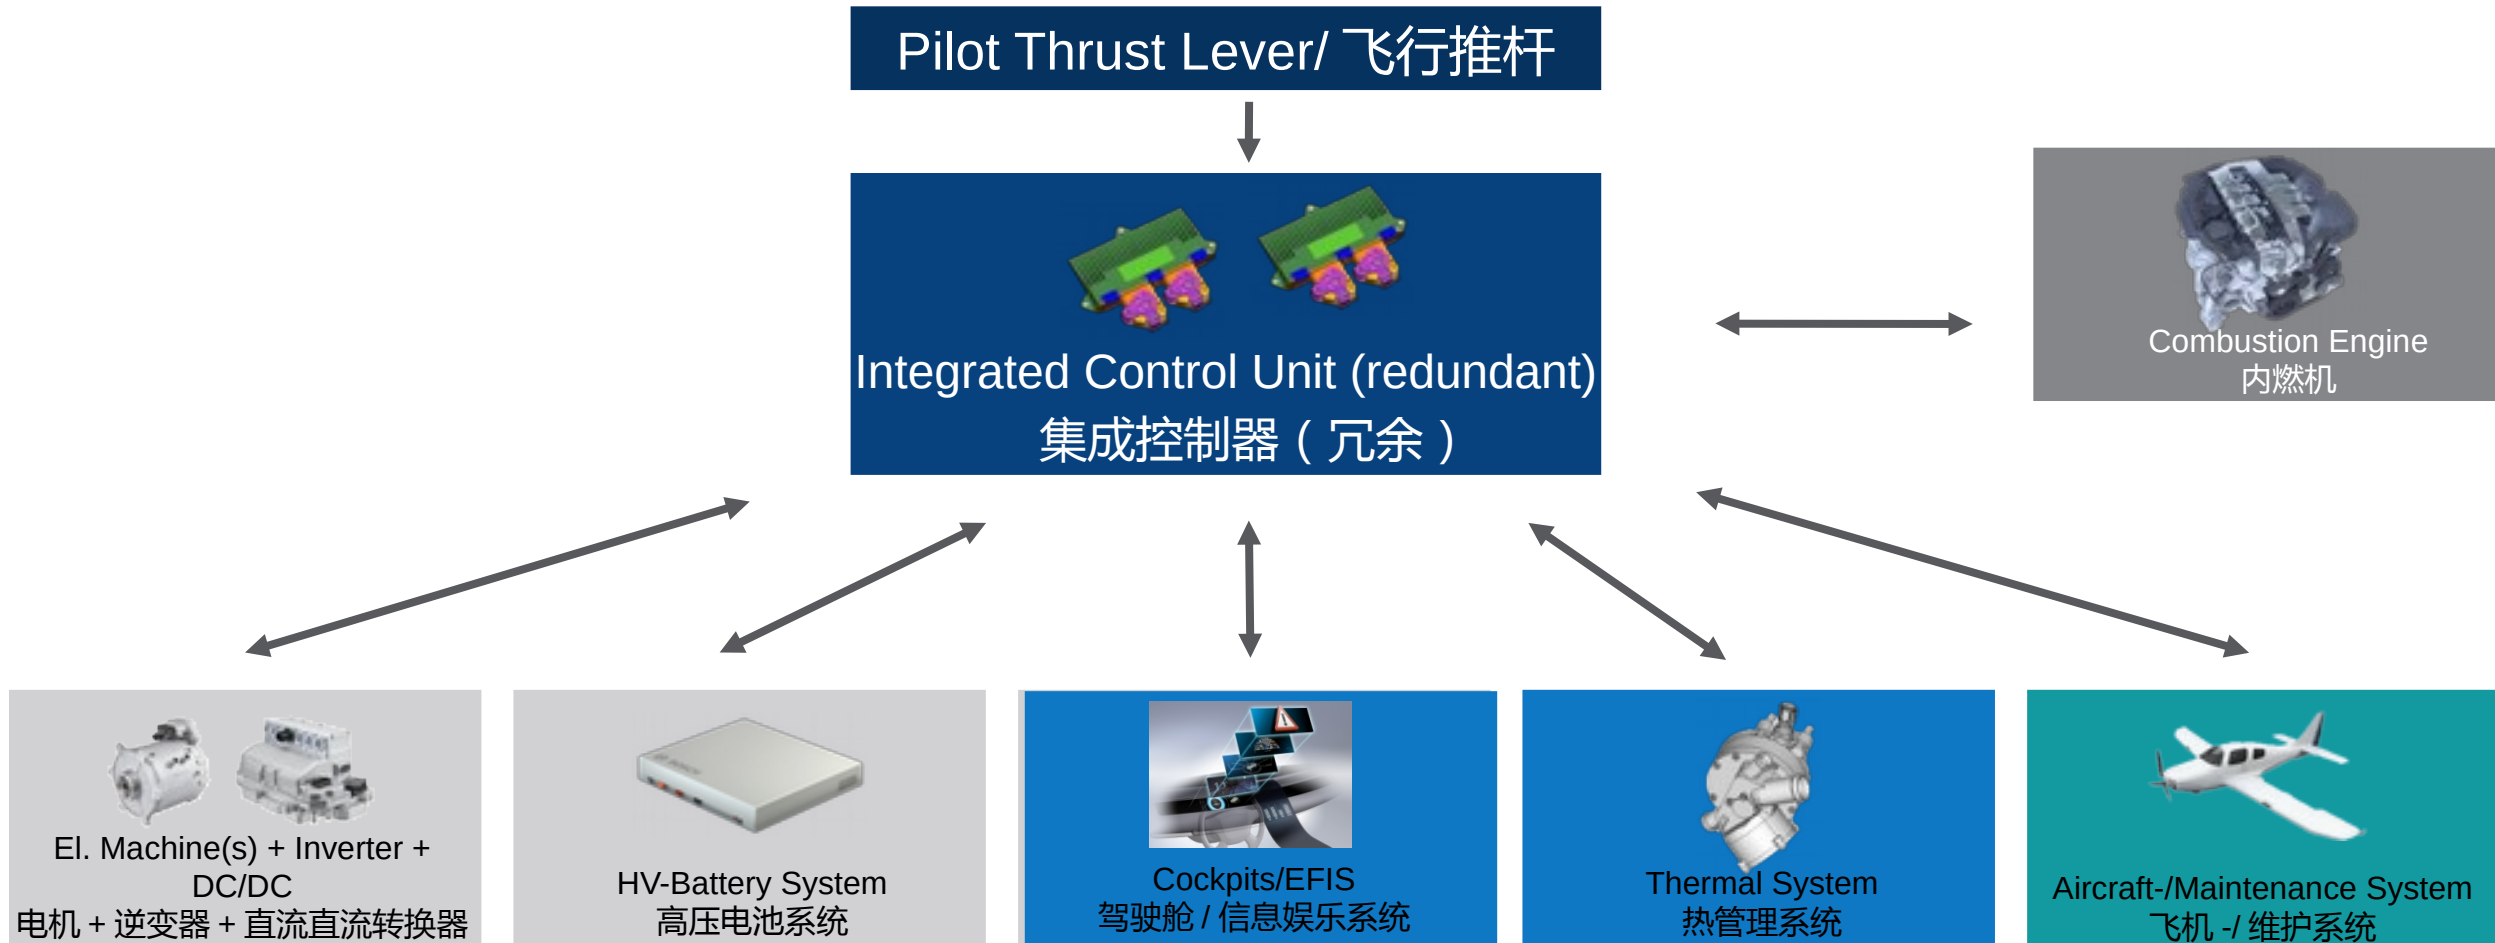 Pilot Thrust Lever/ 飞行推杆
Integrated Control Unit (redundant)
集成控制器（冗余）
Combustion Engine
内燃机
El. Machine(s) + Inverter +
DC/DC
电机 + 逆变器 + 直流直流转换器
HV-Battery System
高压电池系统
Cockpits/EFIS
驾驶舱 / 信息娱乐系统
Thermal System
热管理系统
Aircraft-/Maintenance System
飞机 -/ 维护系统